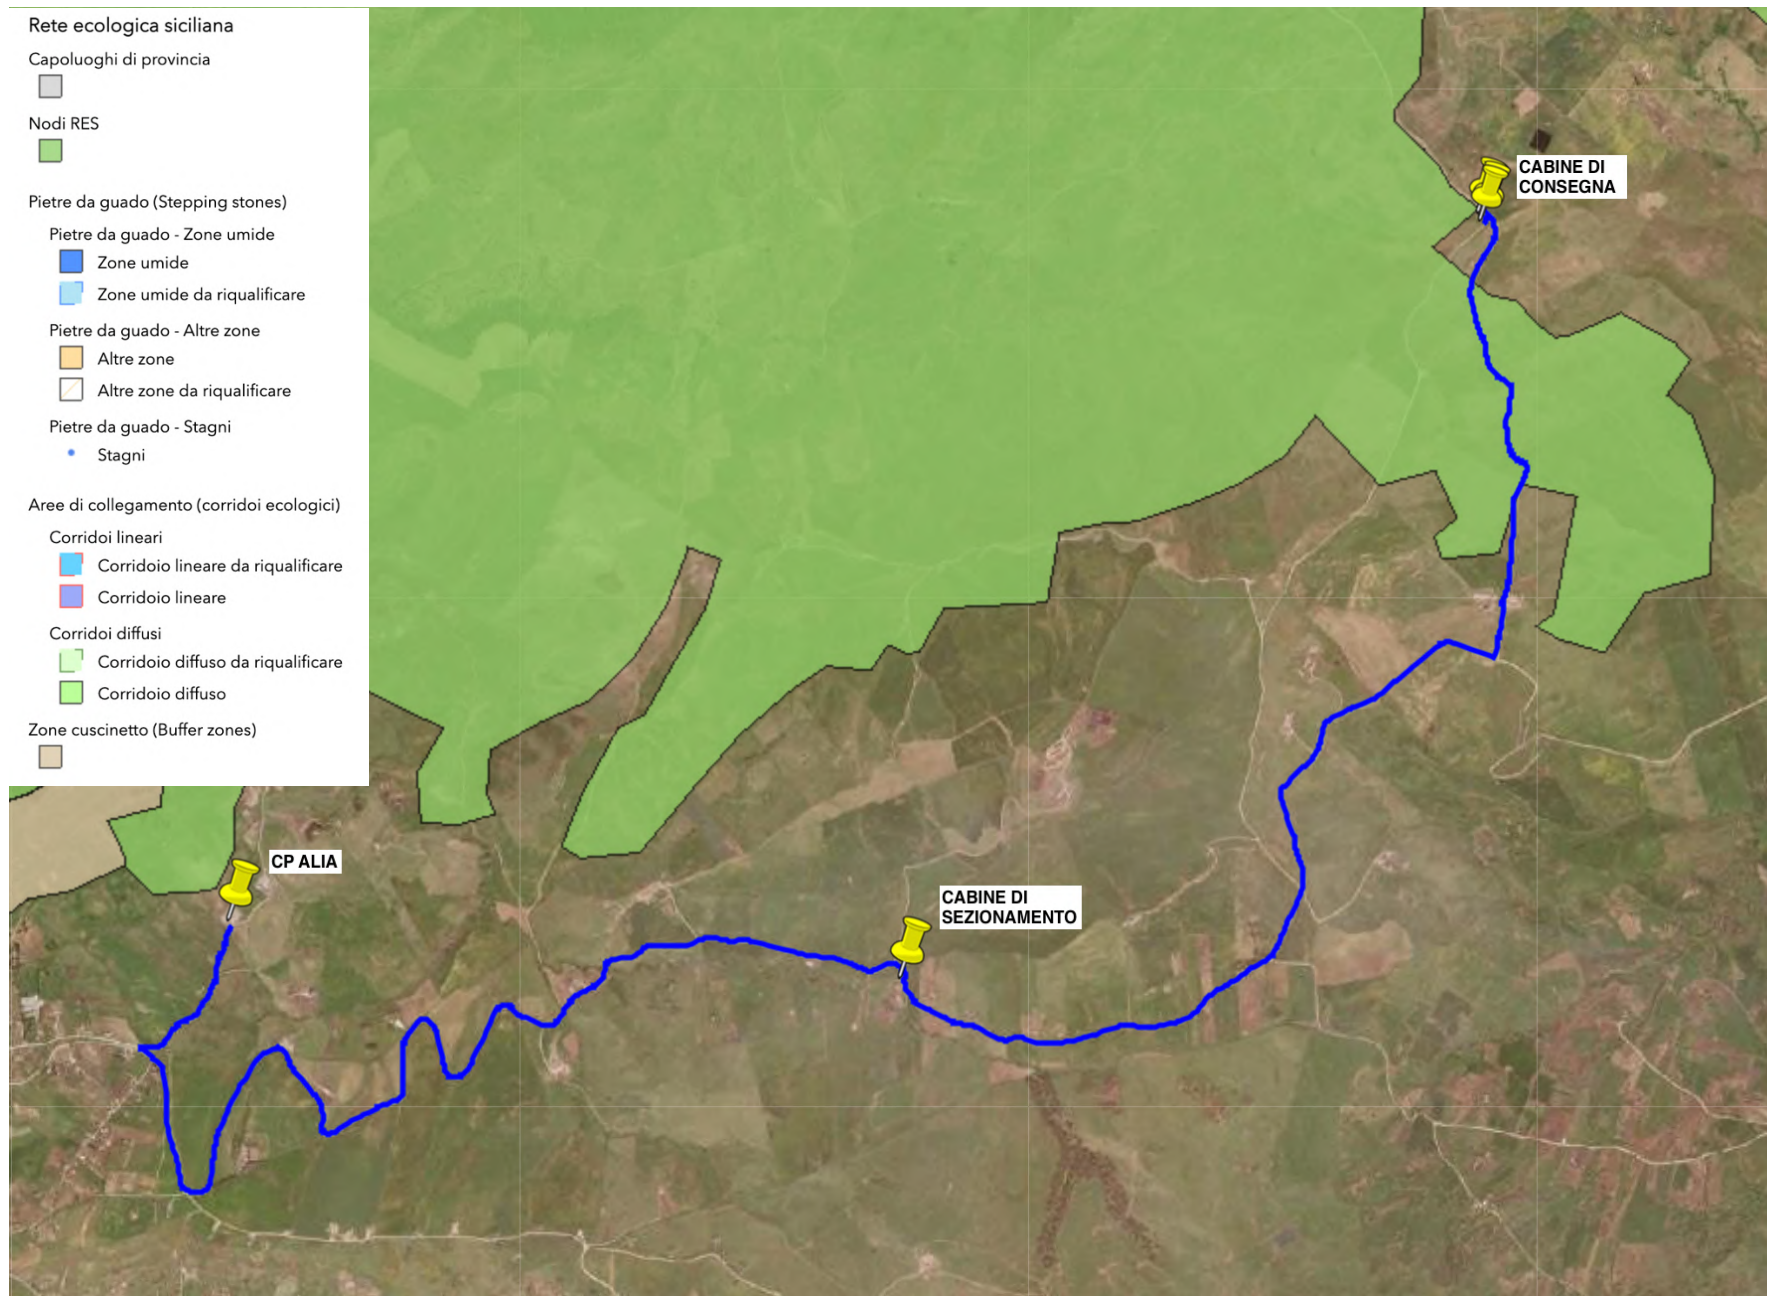 Rete ecologica siciliana
Capoluoghi di provincia
Nodi RES
Pietre da guado (Stepping stones)
Pietre da guado - Zone umide
Zone umide
Zone umide da riqualificare
Pietre da guado - Altre zone
Altre zone
Altre zone da riqualificare
Pietre da guado - Stagni
Stagni
Aree di collegamento (corridoi ecologici)
Corridoi lineari
Corridoio lineare da riqualificare
Corridoio lineare
Corridoi diffusi
Corridoio diffuso da riqualificare
Corridoio diffuso
Zone cuscinetto (Buffer zones)
CABINE DI
CONSEGNA
CP ALIA
CABINE DI
SEZIONAMENTO